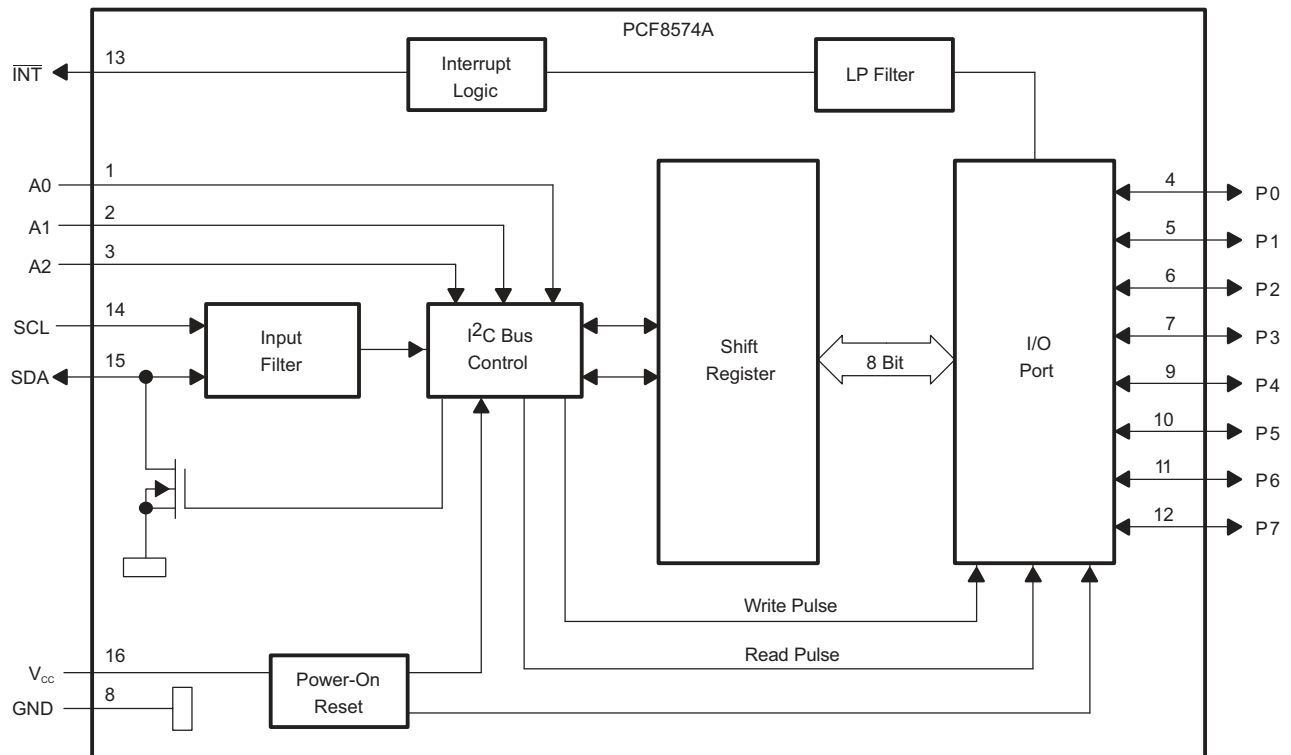 PCF8574A
INT
13
Interrupt
Logic
LP Filter
A0
1
A1
2
A2
3
SCL
14
SDA
15
Input
Filter
I2C Bus
Control
Shift
Register
8 Bit
I/O
Port
4
P0
5
P1
6
P2
7
P3
9
P4
10
P5
11
P6
12
P7
Write Pulse
Read Pulse
Vcc
16
GND
8
Power-On
Reset